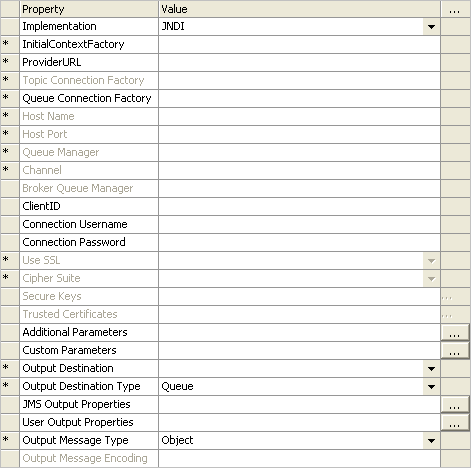 Property Value ...
Implementation JNDI
* InitialContextFactory
* ProviderURL
* Topic Connection Factory
* Queue Connection Factory
* Host Name
* Host Port
* Queue Manager
* Channel
Broker Queue Manager
ClientID
Connection Username
Connection Password
* Use SSL
* Cipher Suite
Secure Keys ...
Trusted Certificates ...
Additional Parameters ...
Custom Parameters ...
* Output Destination
* Output Destination Type Queue
JMS Output Properties ...
User Output Properties ...
* Output Message Type Object
Output Message Encoding